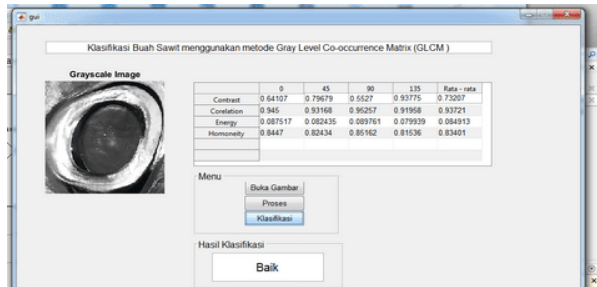 gui
Klasifikasi Buah Sawit menggunakan metode Gray Level Co-occurrence Matrix (GLCM )
Grayscale Image
0 45 90 135 Rata - rata
Contrast 0.64107 0.79679 0.5527 0.93775 0.73207
Corelation 0.945 0.93168 0.95257 0.91958 0.93721
Energy 0.087517 0.082435 0.089761 0.079939 0.084913
Homoneity 0.8447 0.82434 0.85162 0.81536 0.83401
Menu
Buka Gambar
Proses
Klasifikasi
Hasil Klasifikasi
Baik